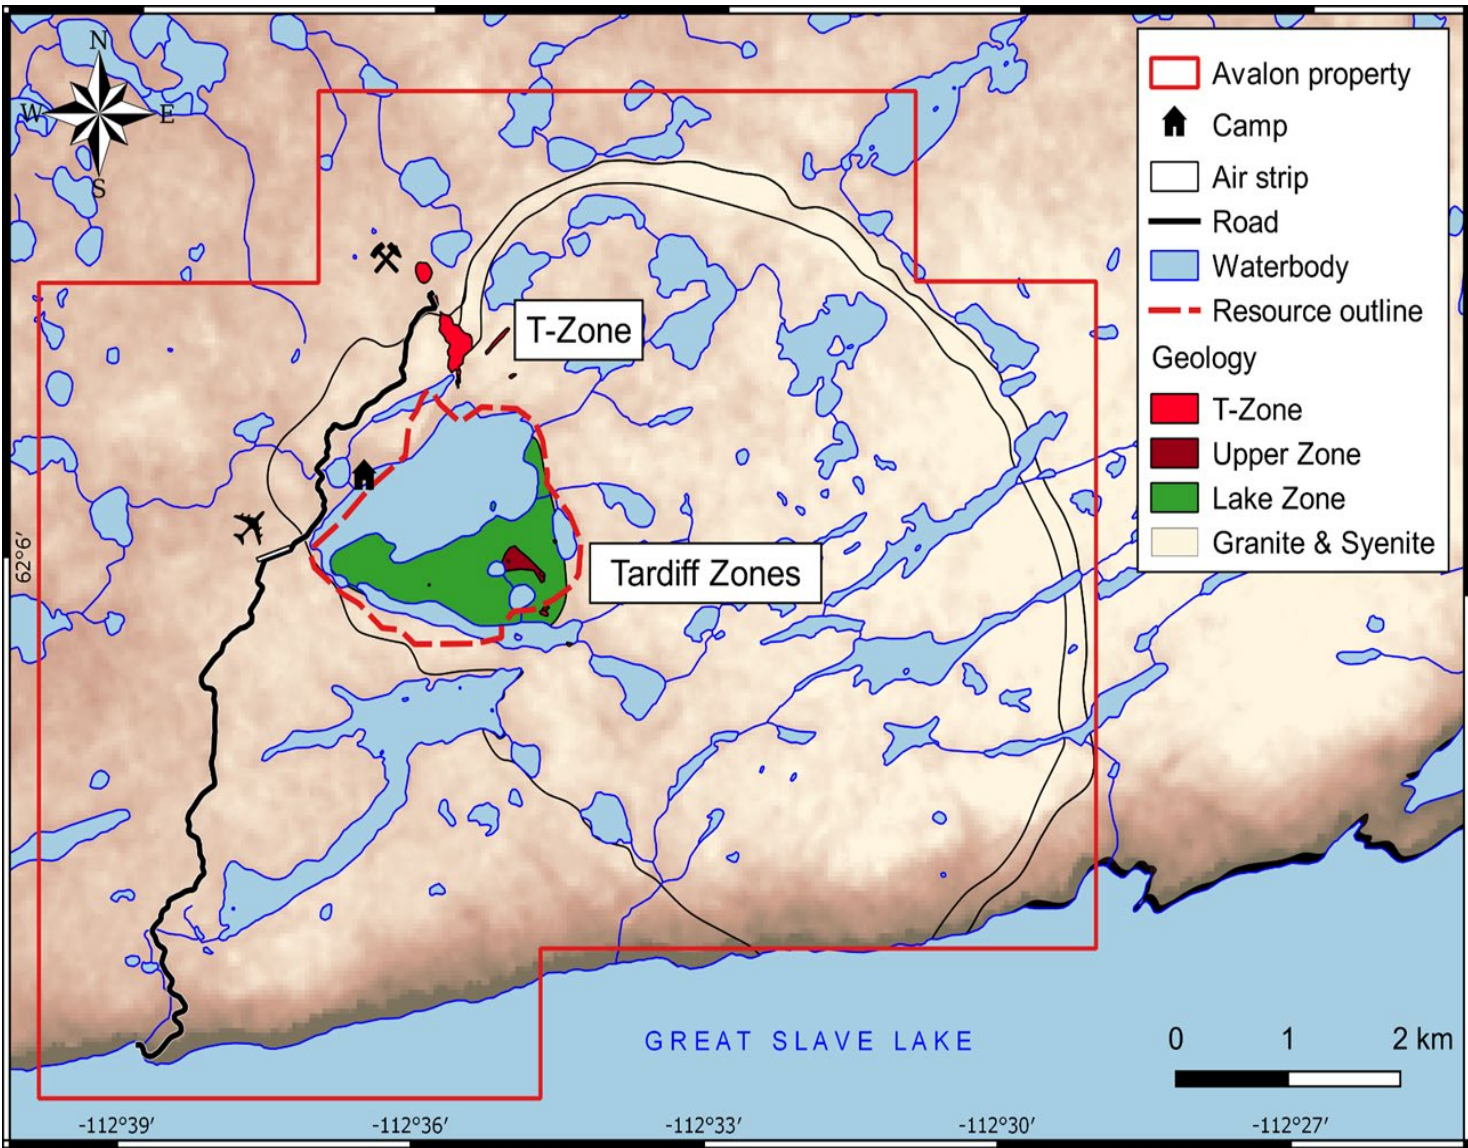 N
W
E
S
Avalon property
Camp
Air strip
Road
Waterbody
Resource outline
Geology
T-Zone
Upper Zone
Lake Zone
Granite & Syenite
T-Zone
Tardiff Zones
62°6′
GREAT SLAVE LAKE
0 1 2 km
-112°39′ -112°36′ -112°33′ -112°30′ -112°27′